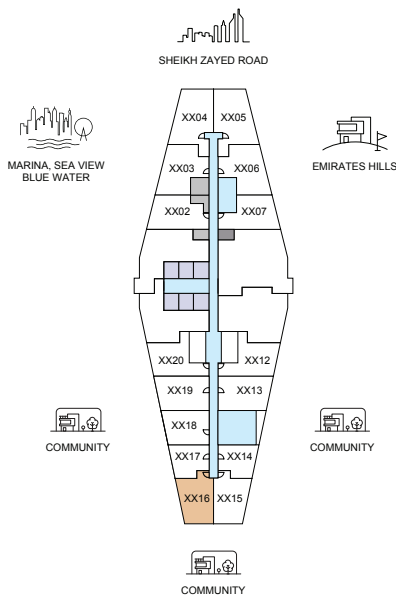 SHEIKH ZAYED ROAD
XX04
XX05
MARINA, SEA VIEW
BLUE WATER
EMIRATES HILLS
XX03
XX06
XX02
XX07
XX20
XX12
XX19
XX13
XX18
COMMUNITY
COMMUNITY
XX17
XX14
XX16
XX15
COMMUNITY